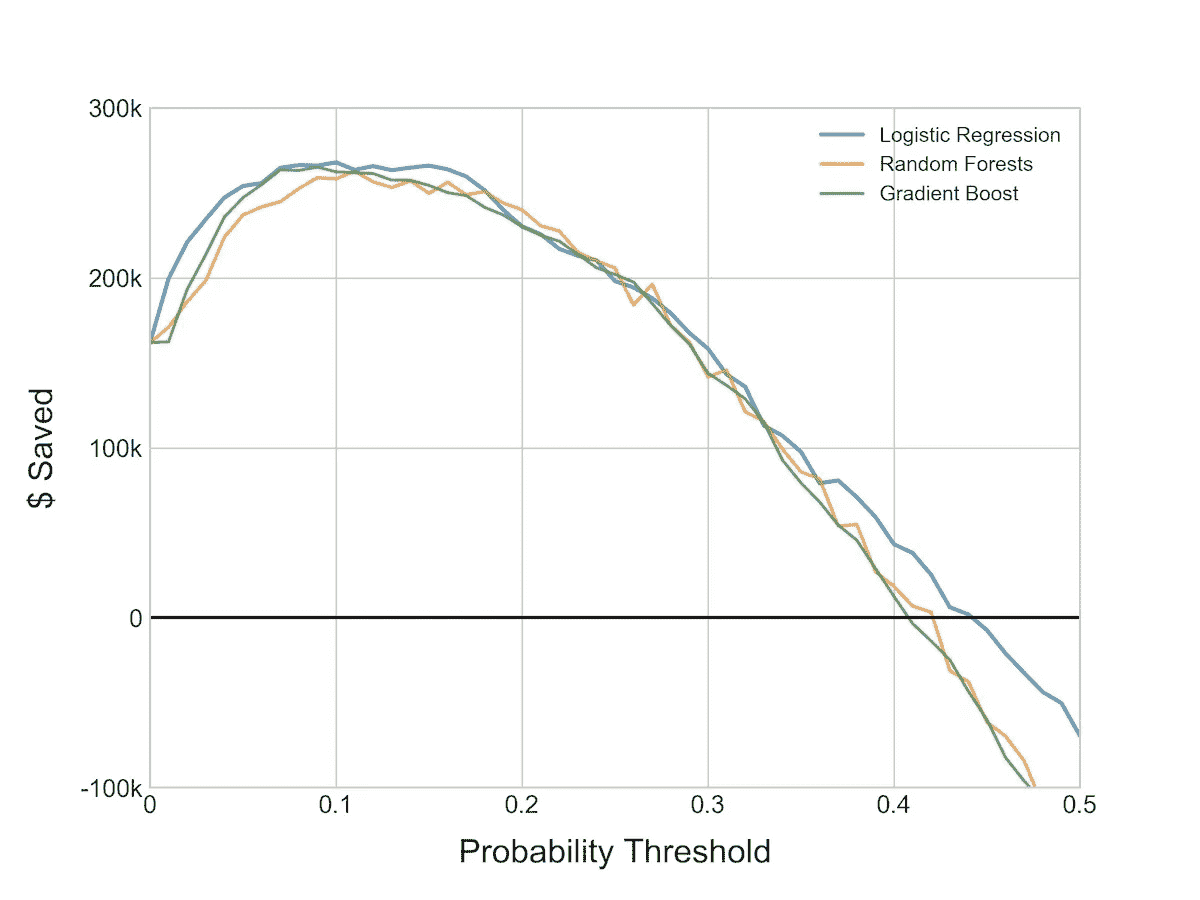 300k
200k
100k
0
-100k
$ Saved
Logistic Regression
Random Forests
Gradient Boost
0 0.1 0.2 0.3 0.4 0.5
Probability Threshold